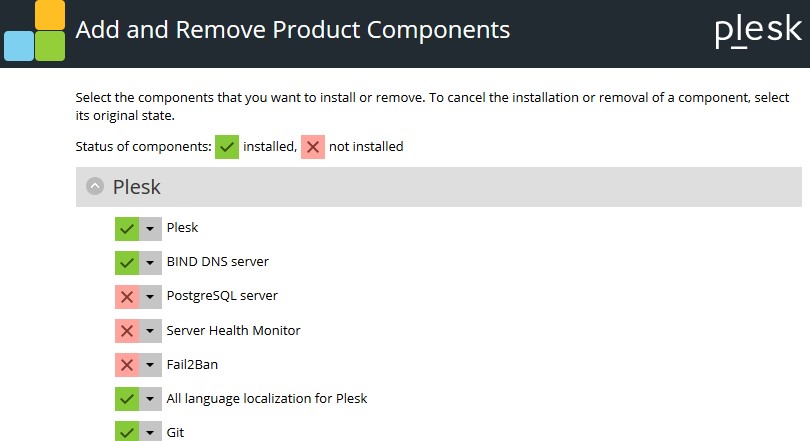 Add and Remove Product Components
plesk
Select the components that you want to install or remove. To cancel the installation or removal of a component, select
its original state.
Status of components: installed, not installed
Plesk
Plesk
BIND DNS server
PostgreSQL server
Server Health Monitor
Fail2Ban
All language localization for Plesk
Git